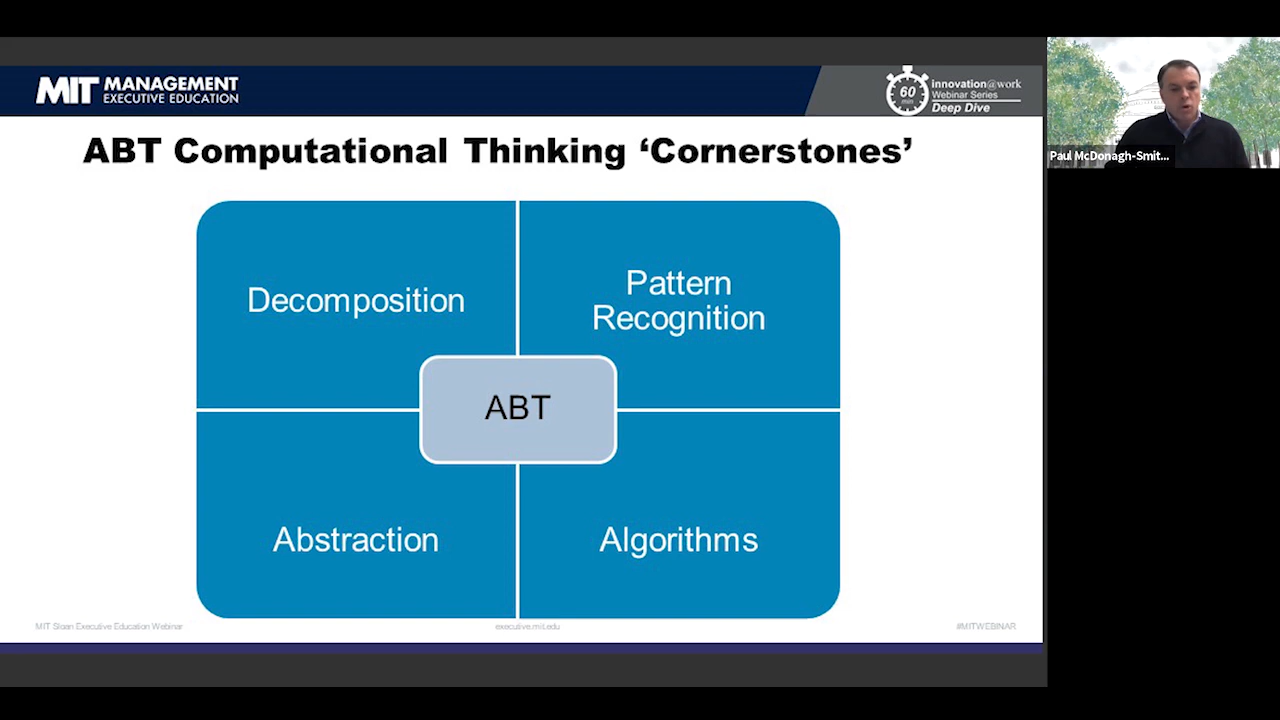 MIT MANAGEMENT
EXECUTIVE EDUCATION
60
min
innovation@work
Webinar Series
Deep Dive
Paul McDonagh-Smit...
ABT Computational Thinking ‘Cornerstones’
Decomposition
Pattern
Recognition
ABT
Abstraction
Algorithms
MIT Sloan Executive Education Webinar
executive.mit.edu
#MITWEBINAR